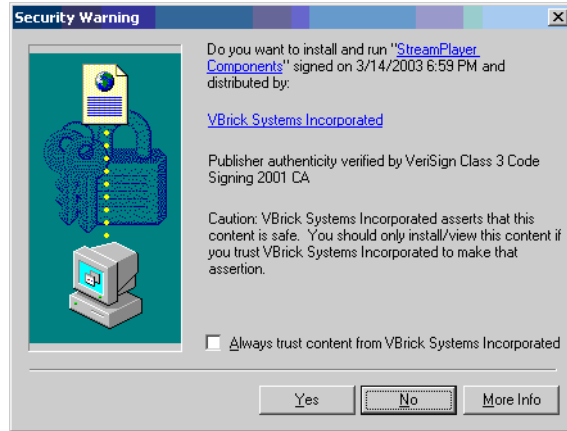 Security Warning
Do you want to install and run "StreamPlayer
Components" signed on 3/14/2003 6:59 PM and
distributed by:
VBrick Systems Incorporated
Publisher authenticity verified by VeriSign Class 3 Code
Signing 2001 CA
Caution: VBrick Systems Incorporated asserts that this
content is safe. You should only install/view this content if
you trust VBrick Systems Incorporated to make that
assertion.
Always trust content from VBrick Systems Incorporated
Yes No More Info